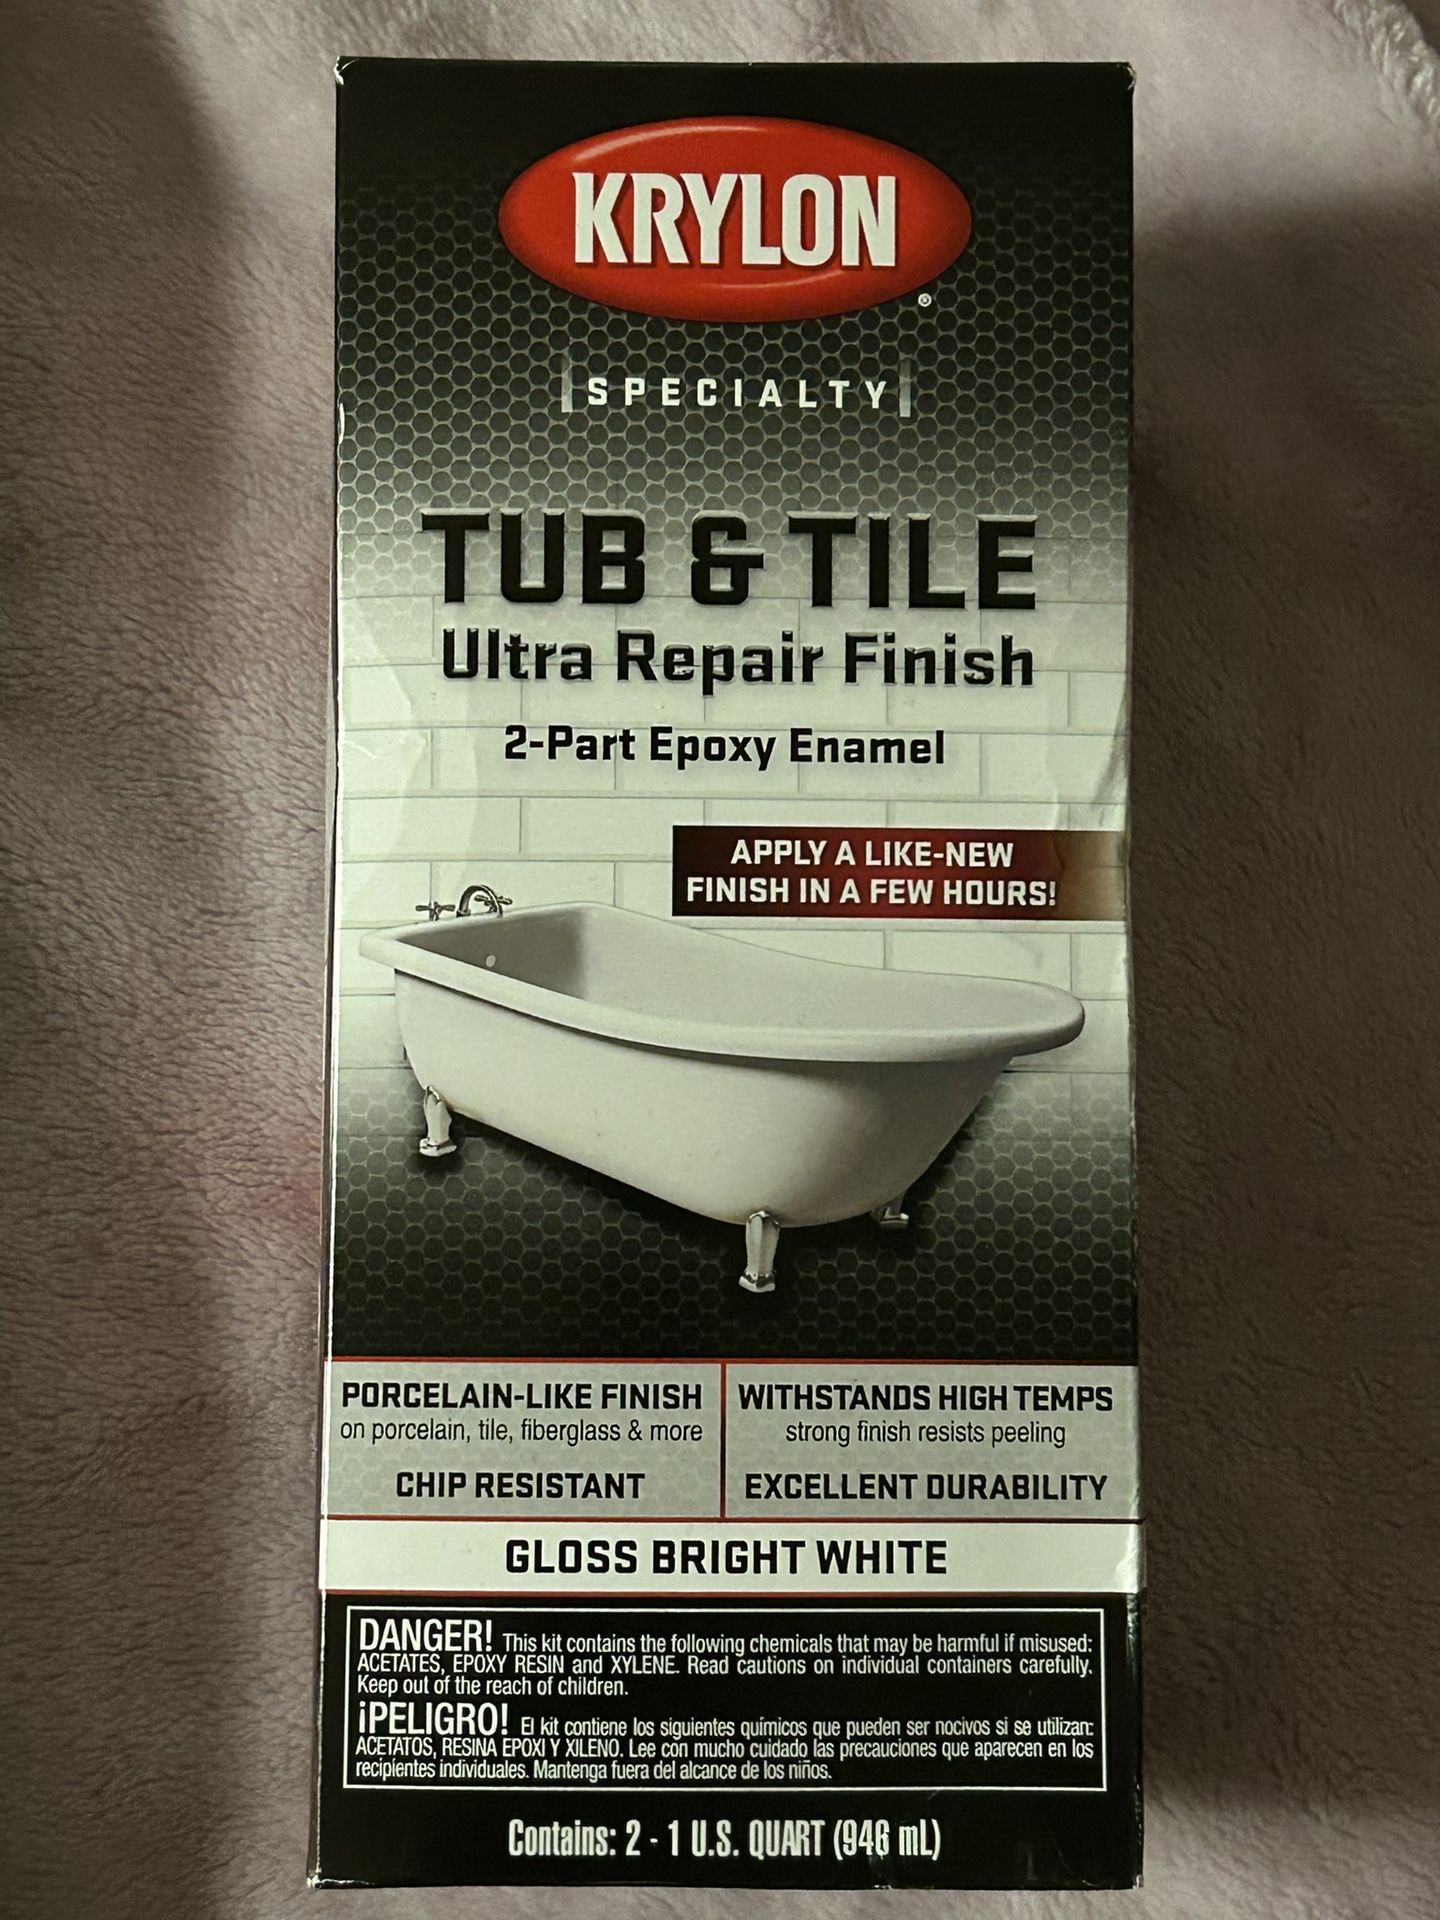 KRYLON
®
SPECIALTY
TUB & TILE
Ultra Repair Finish
2-Part Epoxy Enamel
APPLY A LIKE-NEW
FINISH IN A FEW HOURS!
PORCELAIN-LIKE FINISH
on porcelain, tile, fiberglass & more
CHIP RESISTANT
WITHSTANDS HIGH TEMPS
strong finish resists peeling
EXCELLENT DURABILITY
GLOSS BRIGHT WHITE
DANGER! This kit contains the following chemicals that may be harmful if misused:
ACETATES, EPOXY RESIN and XYLENE. Read cautions on individual containers carefully.
Keep out of the reach of children.
¡PELIGRO! El kit contiene los siguientes químicos que pueden ser nocivos si se utilizan:
ACETATOS, RESINA EPOXI Y XILENO. Lee con mucho cuidado las precauciones que aparecen en los
recipientes individuales. Mantenga fuera del alcance de los niños.
Contains: 2 - 1 U.S. QUART (946 mL)